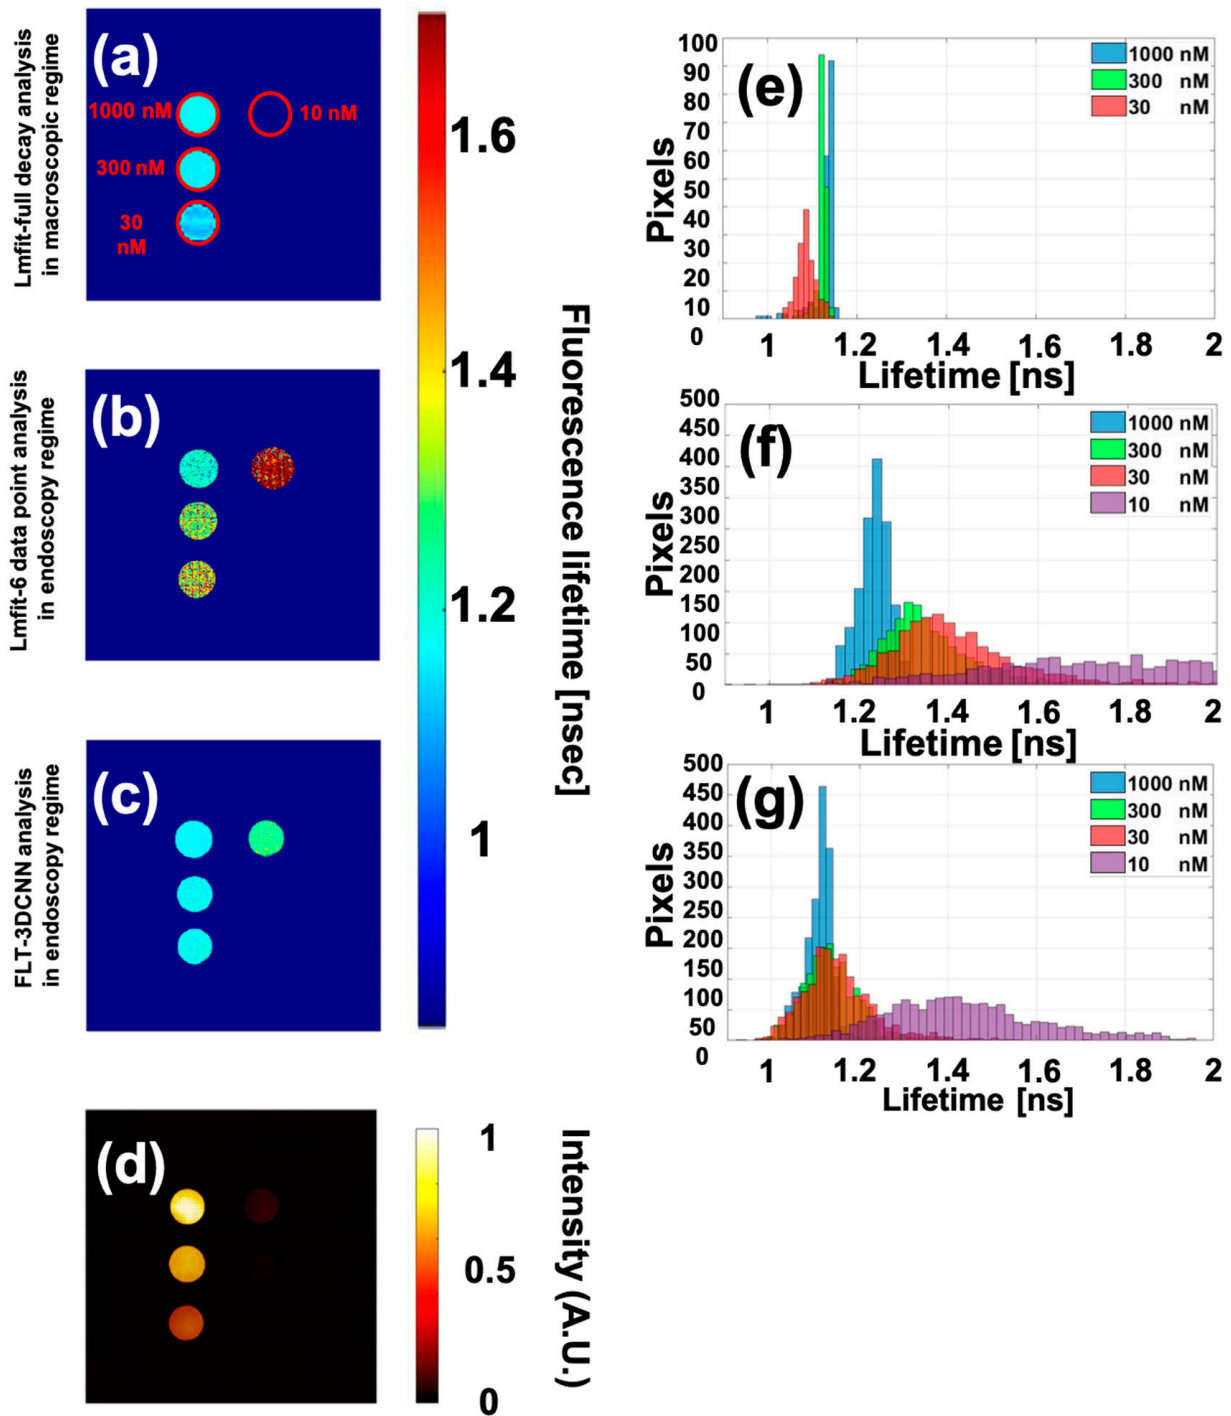 Lmfit-full decay analysis
in macroscopic regime
(a)
1000 nM
10 nM
300 nM
30
nM
Lmfit-6 data point analysis
in endoscopy regime
(b)
FLT-3DCNN analysis
in endoscopy regime
(c)
1.6
1.4
1.2
1
Fluorescence lifetime [nsec]
(d)
1
0.5
0
Intensity (A.U.)
(e)
100
90
80
70
60
50
40
30
20
10
0
Pixels
1000 nM
300 nM
30 nM
1 1.2 1.4 1.6 1.8 2
Lifetime [ns]
(f)
500
450
400
350
300
250
200
150
100
50
0
Pixels
1000 nM
300 nM
30 nM
10 nM
1 1.2 1.4 1.6 1.8 2
Lifetime [ns]
(g)
500
450
400
350
300
250
200
150
100
50
0
Pixels
1000 nM
300 nM
30 nM
10 nM
1 1.2 1.4 1.6 1.8 2
Lifetime [ns]